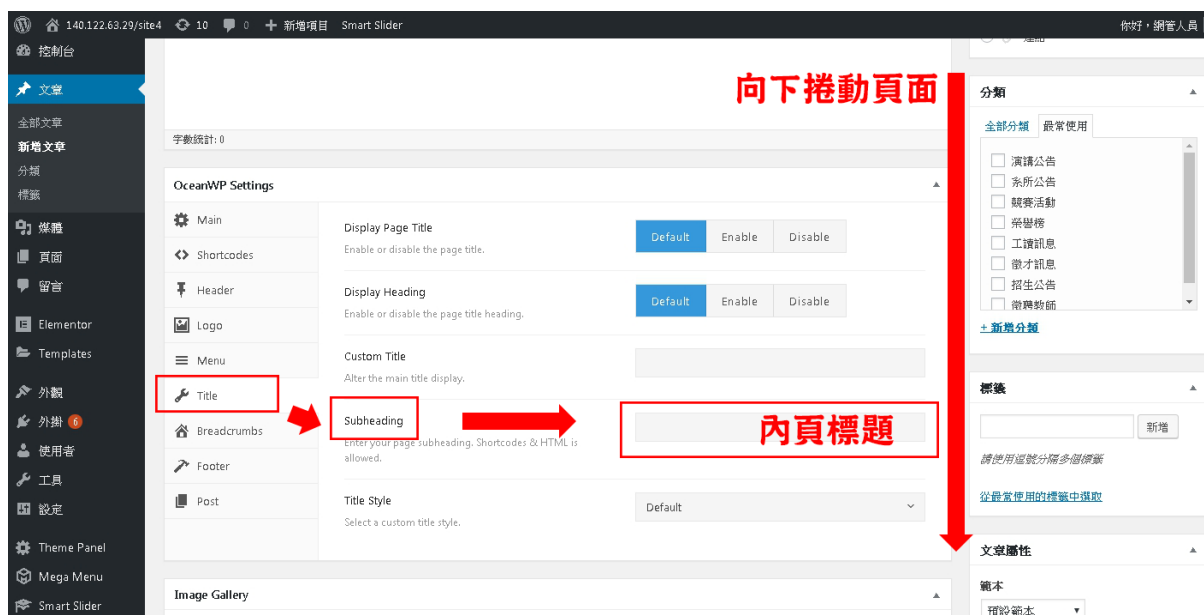 140.122.63.29/site4 10 0 新增項目 Smart Slider 你好，網管人員
控制台
文章
全部文章
新增文章
分類
標籤
媒體
頁面
留言
Elementor
Templates
外觀
外掛 6
使用者
工具
設定
Theme Panel
Mega Menu
Smart Slider
向下捲動頁面
字數統計: 0
OceanWP Settings
Main
Shortcodes
Header
Logo
Menu
Title
Breadcrumbs
Footer
Post
Display Page Title
Enable or disable the page title.
Default Enable Disable
Display Heading
Enable or disable the page title heading.
Default Enable Disable
Custom Title
Alter the main title display.
Subheading
Enter your page subheading. Shortcodes & HTML is
allowed.
內頁標題
Title Style
Select a custom title style.
Default
Image Gallery
分類
全部分類 最常使用
演講公告
系所公告
競賽活動
榮譽榜
工讀訊息
徵才訊息
招生公告
徵聘教師
+ 新增分類
標籤
新增
請使用逗號分隔多個標籤
從最常使用的標籤中選取
文章屬性
範本
預設範本